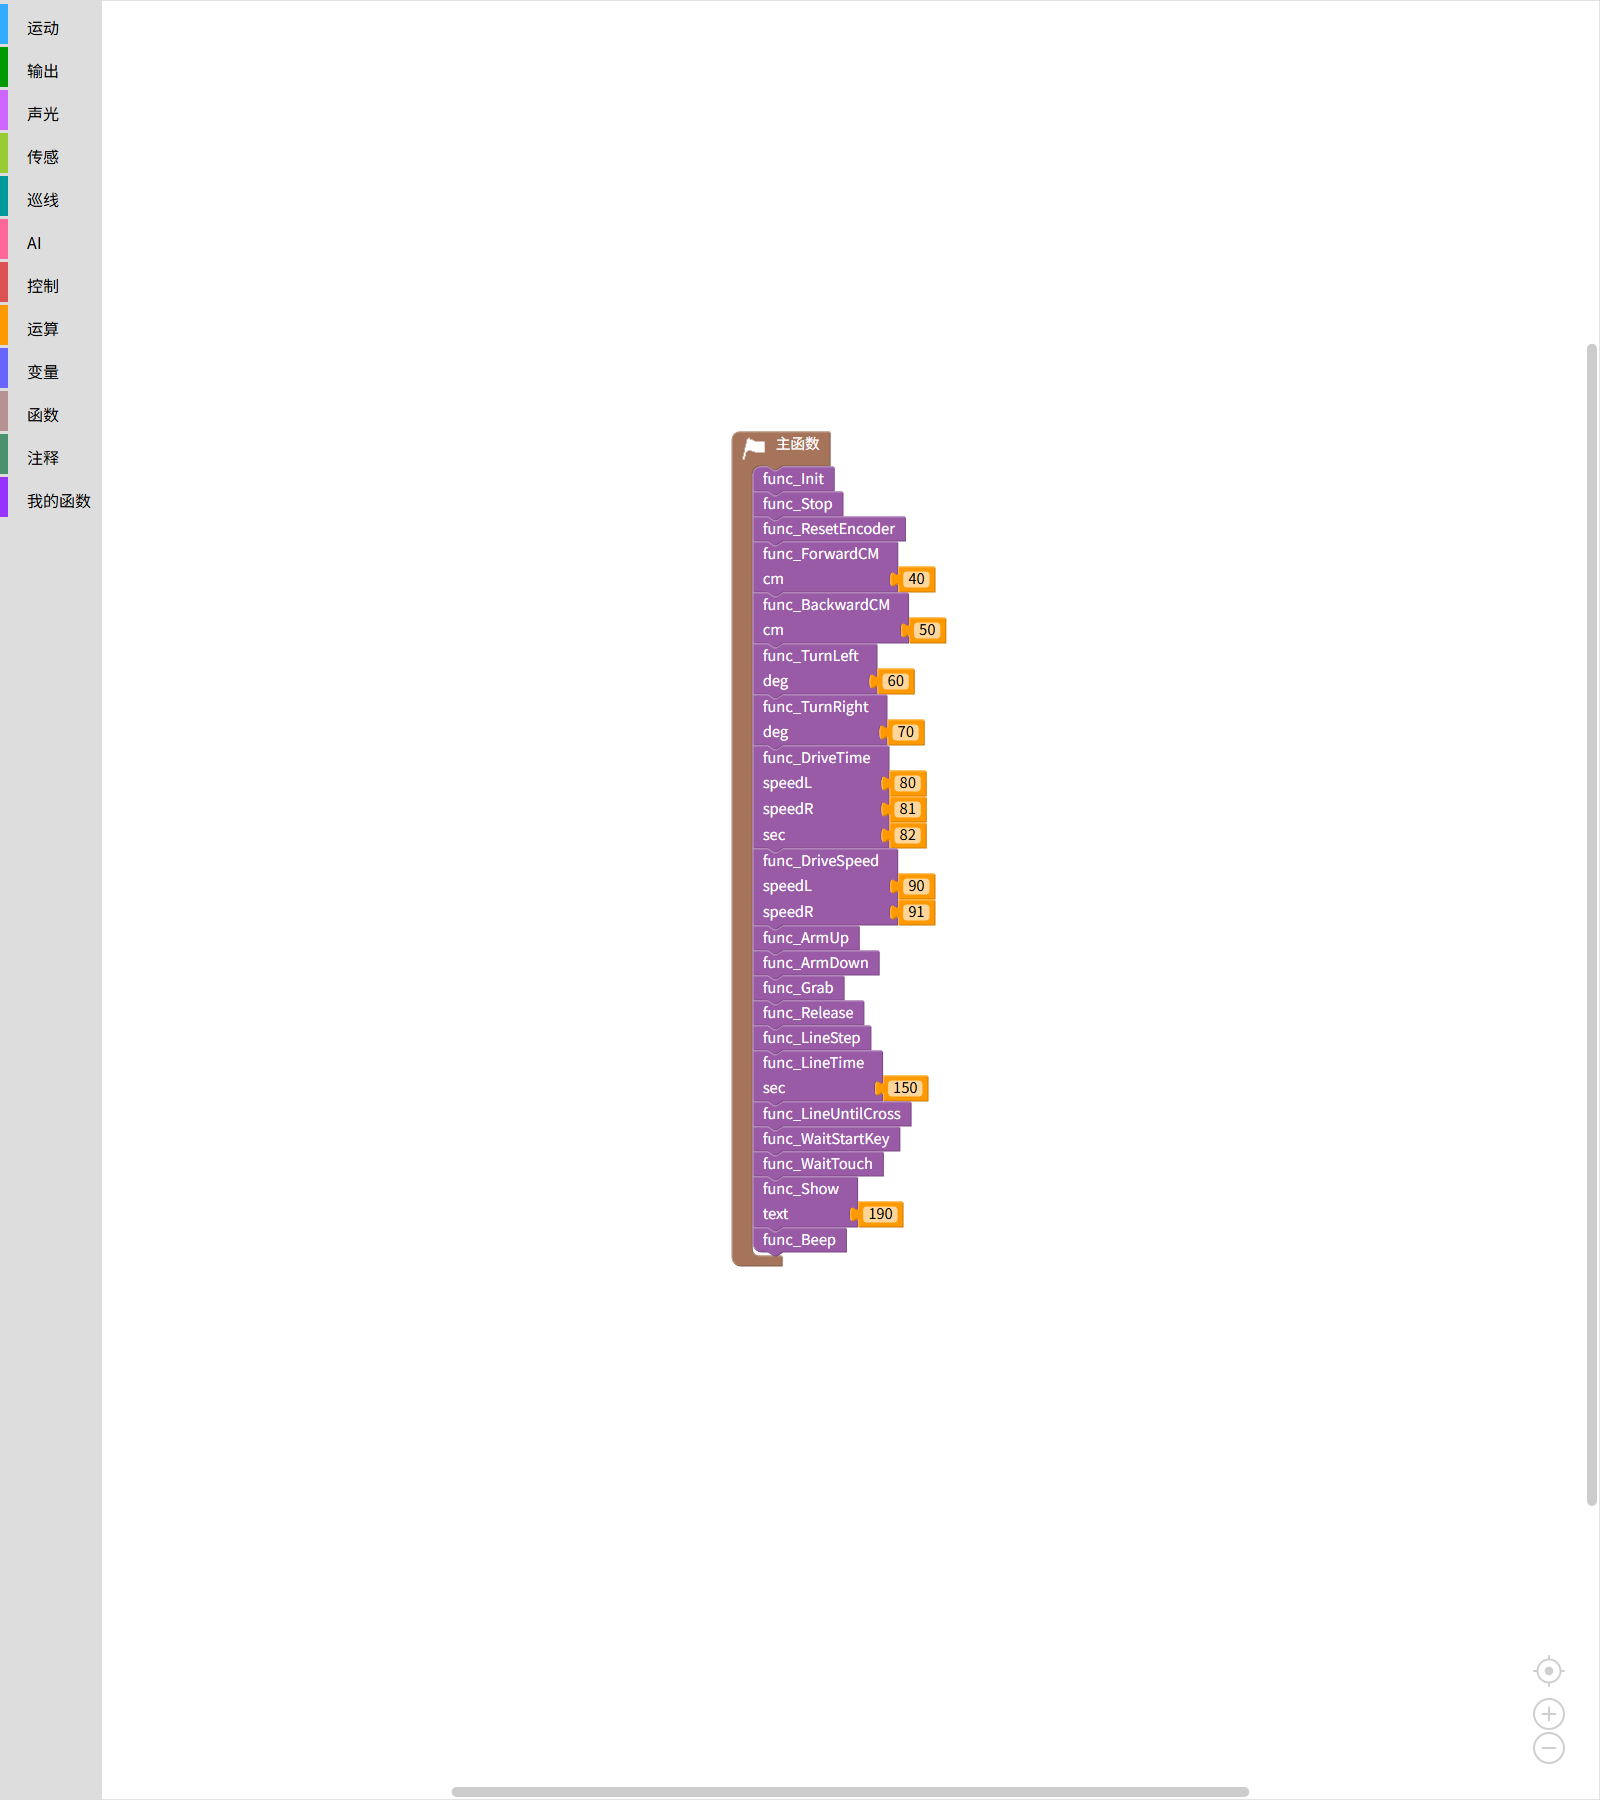 运动
输出
声光
传感
巡线
AI
控制
运算
变量
函数
注释
我的函数
主函数
func_Init
func_Stop
func_ResetEncoder
func_ForwardCM
cm 40
func_BackwardCM
cm 50
func_TurnLeft
deg 60
func_TurnRight
deg 70
func_DriveTime
speedL 80
speedR 81
sec 82
func_DriveSpeed
speedL 90
speedR 91
func_ArmUp
func_ArmDown
func_Grab
func_Release
func_LineStep
func_LineTime
sec 150
func_LineUntilCross
func_WaitStartKey
func_WaitTouch
func_Show
text 190
func_Beep